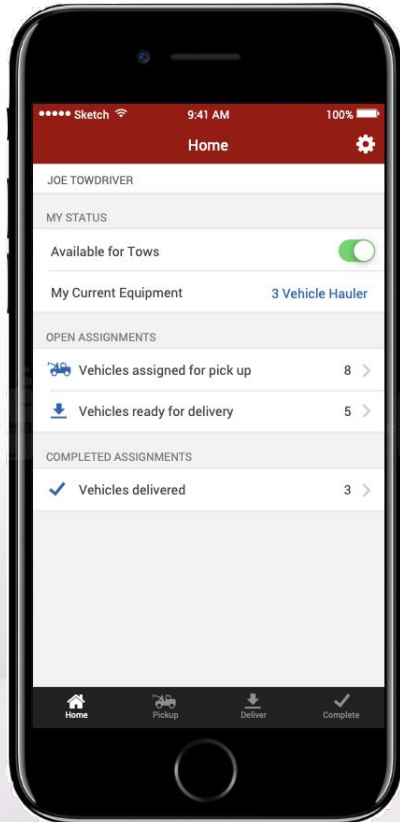 Sketch 9:41 AM 100%
Home
JOE TOWDRIVER
MY STATUS
Available for Tows
My Current Equipment 3 Vehicle Hauler
OPEN ASSIGNMENTS
Vehicles assigned for pick up 8
Vehicles ready for delivery 5
COMPLETED ASSIGNMENTS
Vehicles delivered 3
Home Pickup Deliver Complete